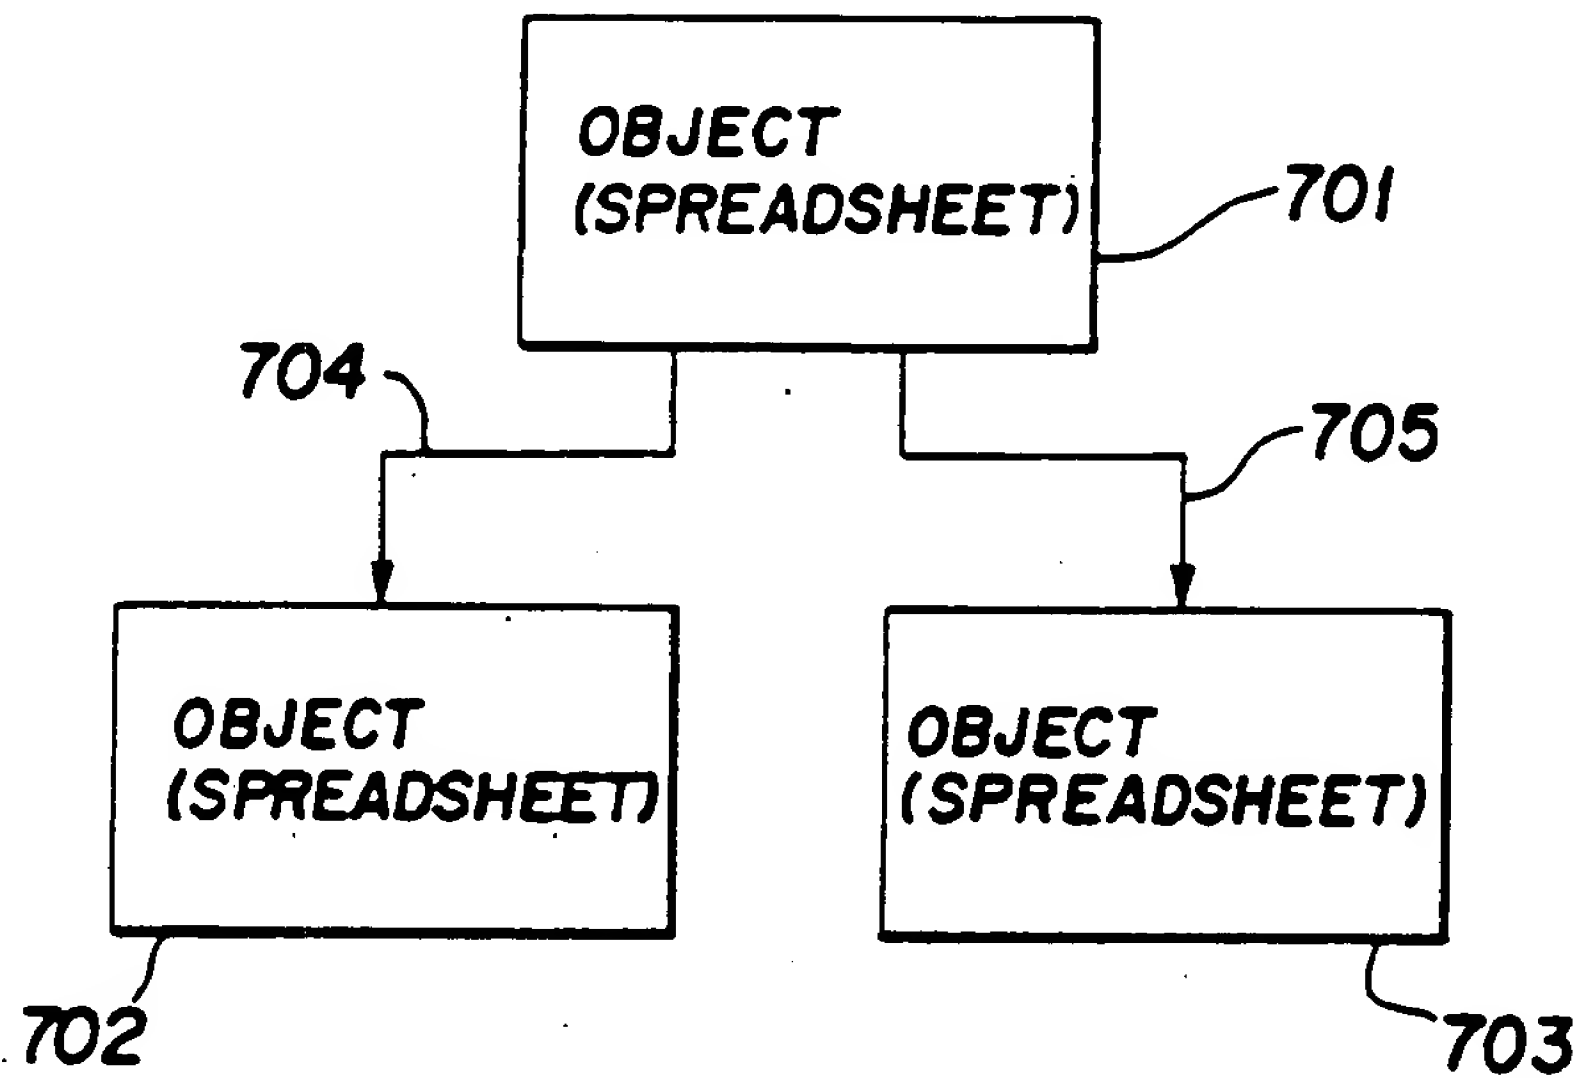 OBJECT
(SPREADSHEET)
701
704
705
OBJECT
(SPREADSHEET)
OBJECT
(SPREADSHEET)
702
703